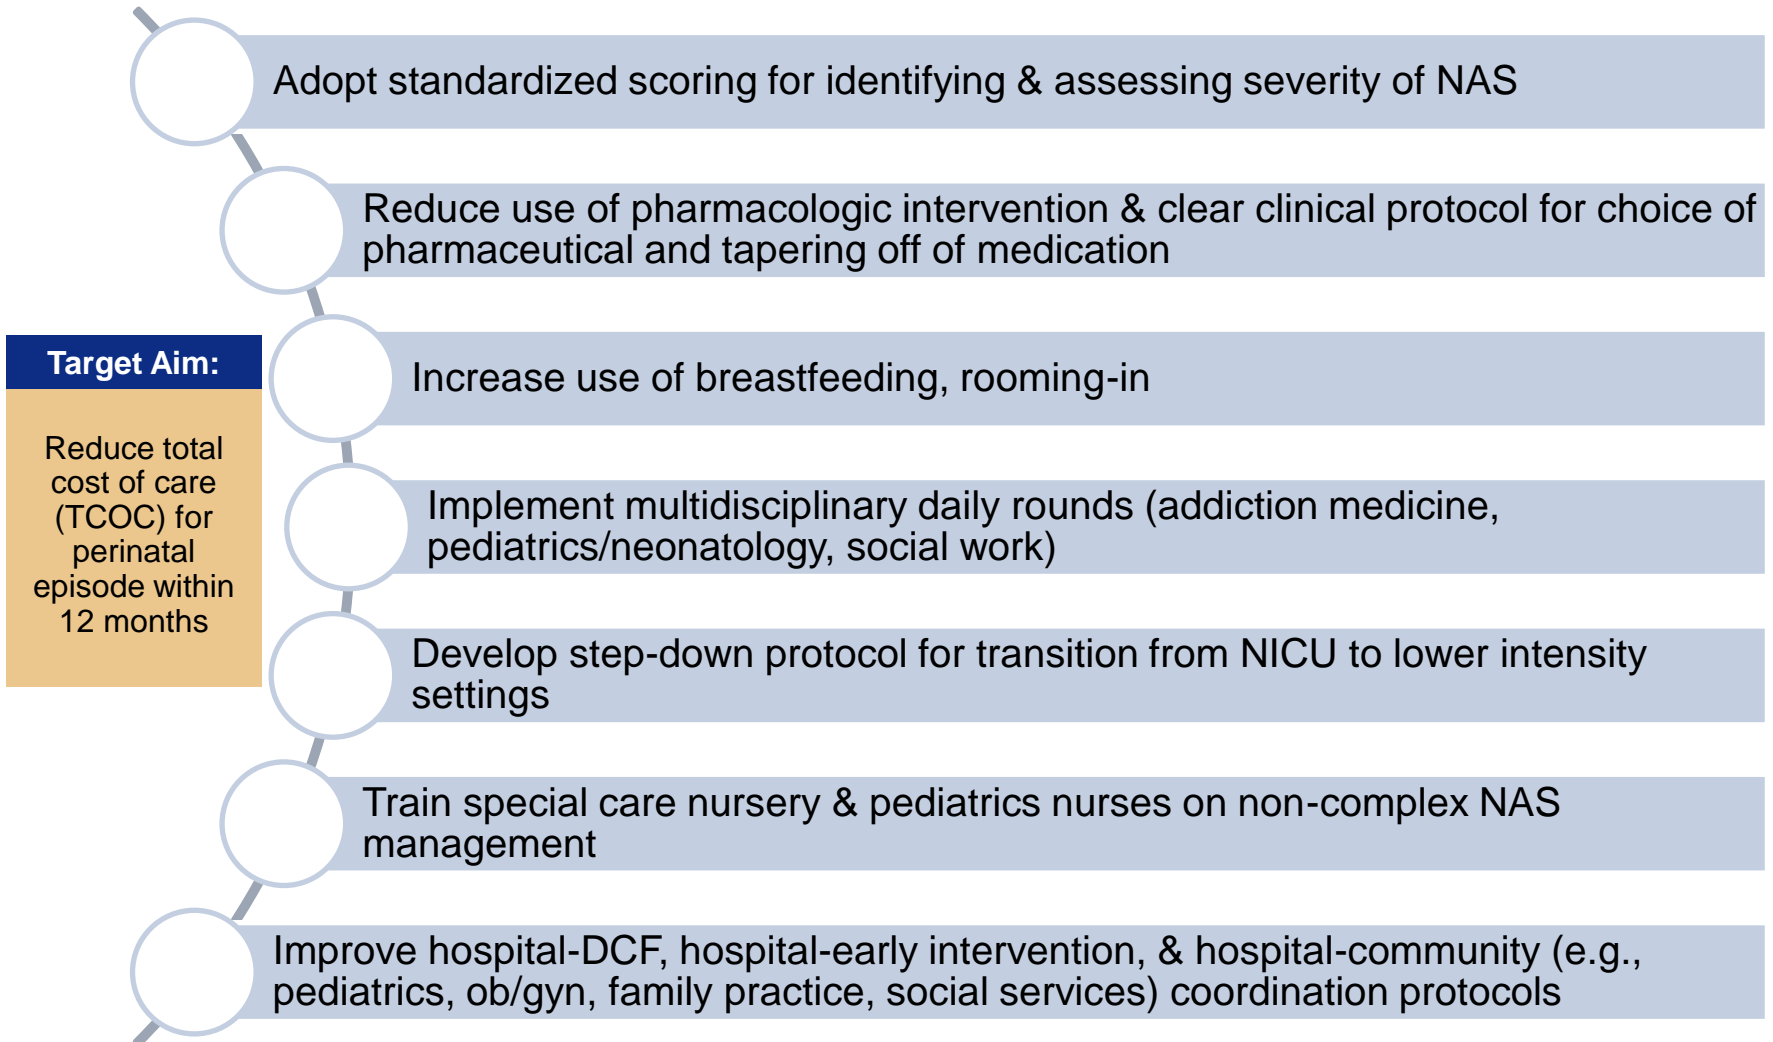 Adopt standardized scoring for identifying & assessing severity of NAS
Reduce use of pharmacologic intervention & clear clinical protocol for choice of
pharmaceutical and tapering off of medication
Target Aim:
Reduce total
cost of care
(TCOC) for
perinatal
episode within
12 months
Increase use of breastfeeding, rooming-in
Implement multidisciplinary daily rounds (addiction medicine,
pediatrics/neonatology, social work)
Develop step-down protocol for transition from NICU to lower intensity
settings
Train special care nursery & pediatrics nurses on non-complex NAS
management
Improve hospital-DCF, hospital-early intervention, & hospital-community (e.g.,
pediatrics, ob/gyn, family practice, social services) coordination protocols